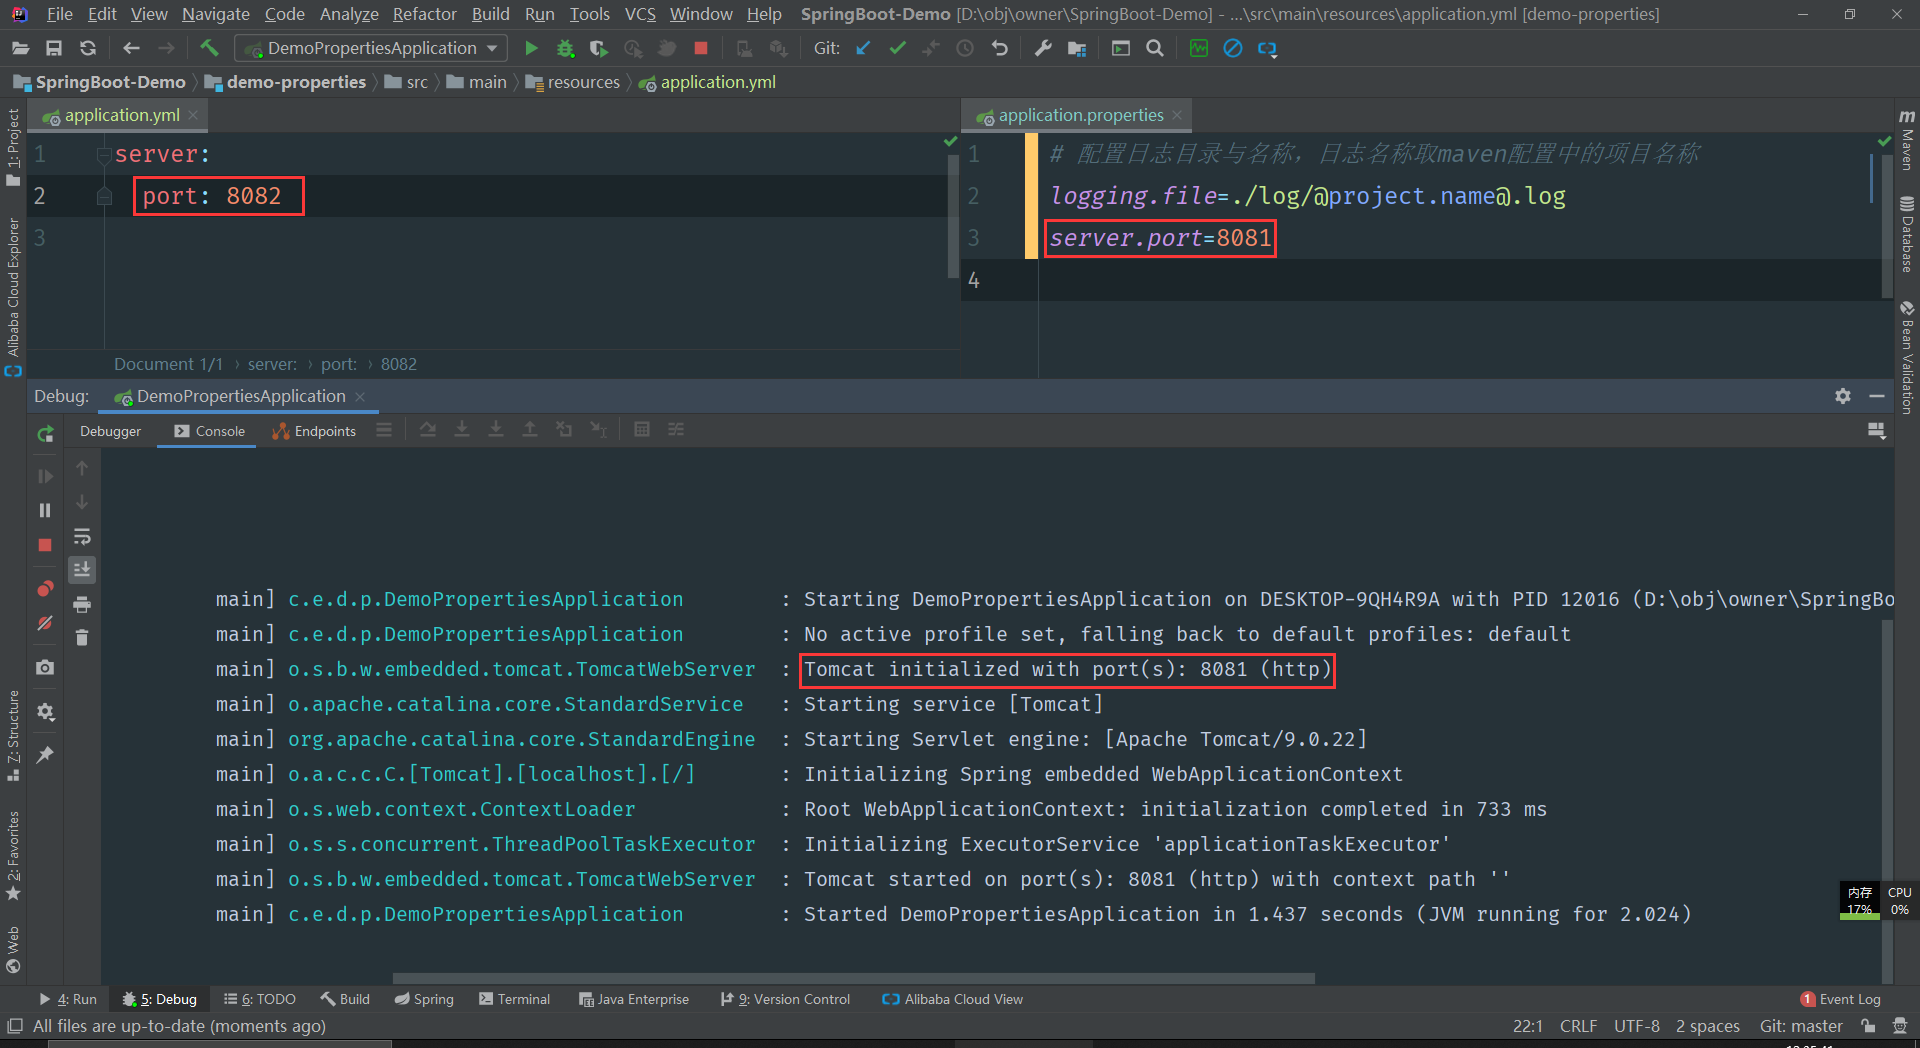 File Edit View Navigate Code Analyze Refactor Build Run Tools VCS Window Help SpringBoot-Demo [D:\obj\owner\SpringBoot-Demo] - ...\src\main\resources\application.yml [demo-properties]
DemoPropertiesApplication Git:
SpringBoot-Demo demo-properties src main resources application.yml
application.yml
1 server:
2 port: 8082
3
Document 1/1 › server: › port: › 8082
application.properties
1 # 配置日志目录与名称，日志名称取maven配置中的项目名称
2 logging.file=./log/@project.name@.log
3 server.port=8081
4
1: Project
Alibaba Cloud Explorer
7: Structure
2: Favorites
Web
Maven
Database
Bean Validation
Debug: DemoPropertiesApplication
Debugger Console Endpoints
main] c.e.d.p.DemoPropertiesApplication : Starting DemoPropertiesApplication on DESKTOP-9QH4R9A with PID 12016 (D:\obj\owner\SpringBo
main] c.e.d.p.DemoPropertiesApplication : No active profile set, falling back to default profiles: default
main] o.s.b.w.embedded.tomcat.TomcatWebServer : Tomcat initialized with port(s): 8081 (http)
main] o.apache.catalina.core.StandardService : Starting service [Tomcat]
main] org.apache.catalina.core.StandardEngine : Starting Servlet engine: [Apache Tomcat/9.0.22]
main] o.a.c.c.C.[Tomcat].[localhost].[/] : Initializing Spring embedded WebApplicationContext
main] o.s.web.context.ContextLoader : Root WebApplicationContext: initialization completed in 733 ms
main] o.s.s.concurrent.ThreadPoolTaskExecutor : Initializing ExecutorService 'applicationTaskExecutor'
main] o.s.b.w.embedded.tomcat.TomcatWebServer : Tomcat started on port(s): 8081 (http) with context path ''
main] c.e.d.p.DemoPropertiesApplication : Started DemoPropertiesApplication in 1.437 seconds (JVM running for 2.024)
内存 CPU
17% 0%
4: Run 5: Debug 6: TODO Build Spring Terminal Java Enterprise 9: Version Control Alibaba Cloud View 1 Event Log
All files are up-to-date (moments ago) 22:1 CRLF UTF-8 2 spaces Git: master